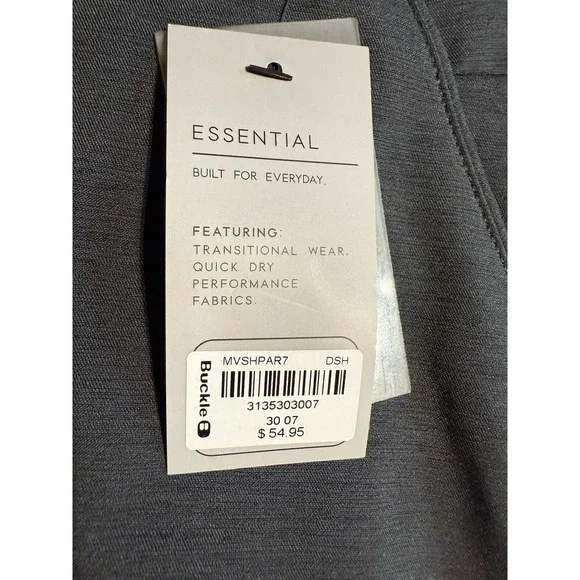 ESSENTIAL
BUILT FOR EVERYDAY.
FEATURING:
TRANSITIONAL WEAR.
QUICK DRY
PERFORMANCE
FABRICS.
Buckle B
MVSHPAR7 DSH
3135303007
30 07
$ 54.95